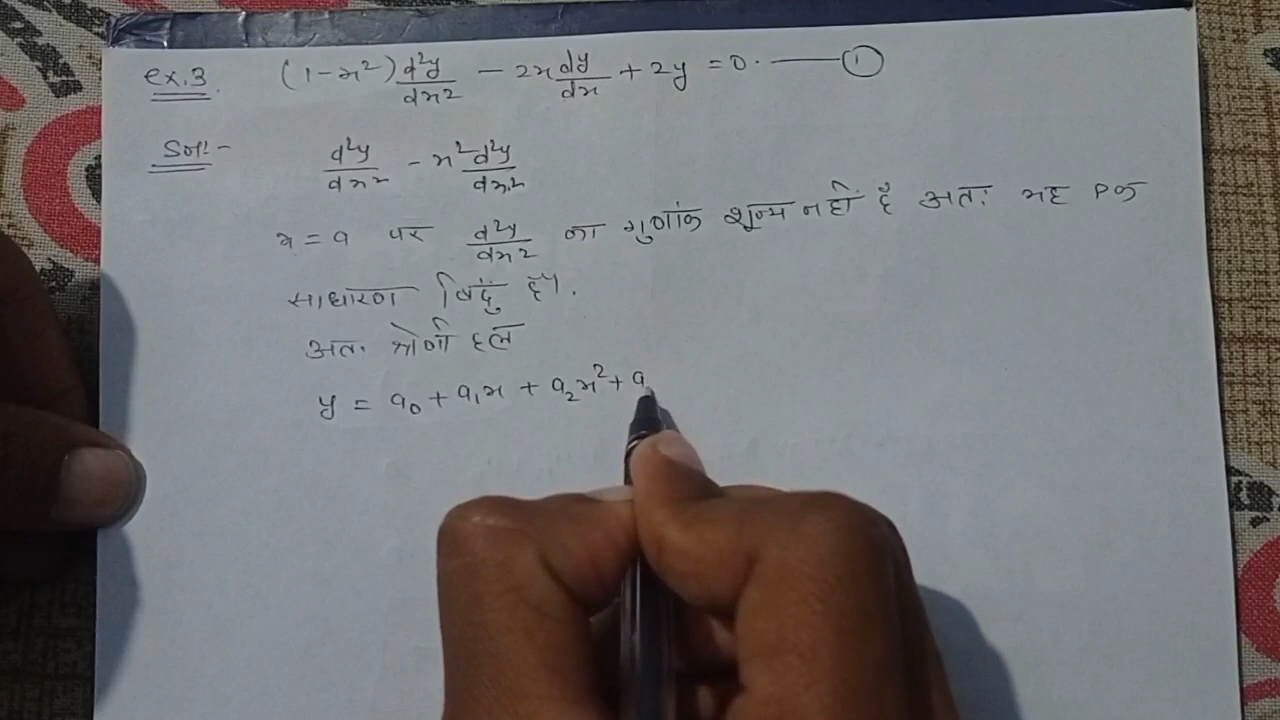 ex.3. (1-x²) d²y/dx² - 2x dy/dx + 2y = 0. —— ①
Soln:- d²y/dx² - x² d²y/dx²
x = 0 पर d²y/dx² का गुणांक शून्य नहीं है अतः यह एक
साधारण बिंदु है।
अतः श्रेणी हल
y = a₀ + a₁x + a₂x² + a